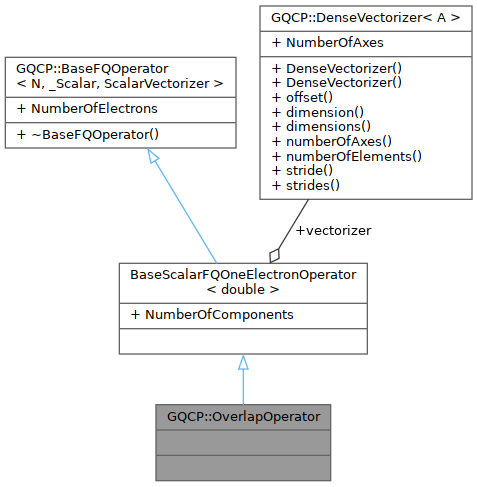 GQCP::DenseVectorizer< A >
+ NumberOfAxes
+ DenseVectorizer()
+ DenseVectorizer()
+ offset()
+ dimension()
+ dimensions()
+ numberOfAxes()
+ numberOfElements()
+ stride()
+ strides()
GQCP::BaseFQOperator
< N, _Scalar, ScalarVectorizer >
+ NumberOfElectrons
+ ~BaseFQOperator()
+vectorizer
BaseScalarFQOneElectronOperator
< double >
+ NumberOfComponents
GQCP::OverlapOperator